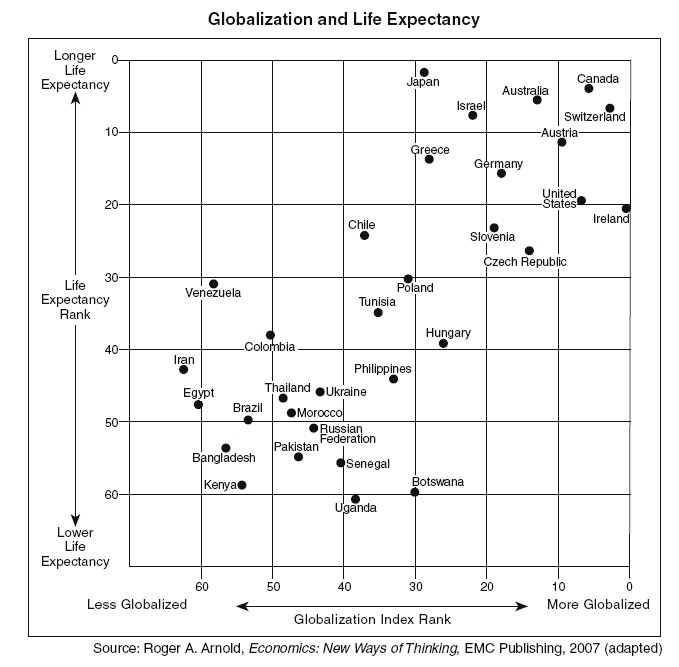 Globalization and Life Expectancy
Longer
Life
Expectancy
Life
Expectancy
Rank
Lower
Life
Expectancy
0
10
20
30
40
50
60
Japan
Canada
Australia
Israel
Switzerland
Austria
Greece
Germany
United
States
Ireland
Chile
Slovenia
Czech Republic
Venezuela
Poland
Tunisia
Colombia
Hungary
Iran
Philippines
Egypt
Thailand
Ukraine
Brazil
Morocco
Russian
Federation
Bangladesh
Pakistan
Senegal
Kenya
Botswana
Uganda
60 50 40 30 20 10 0
Less Globalized
More Globalized
Globalization Index Rank
Source: Roger A. Arnold, Economics: New Ways of Thinking, EMC Publishing, 2007 (adapted)